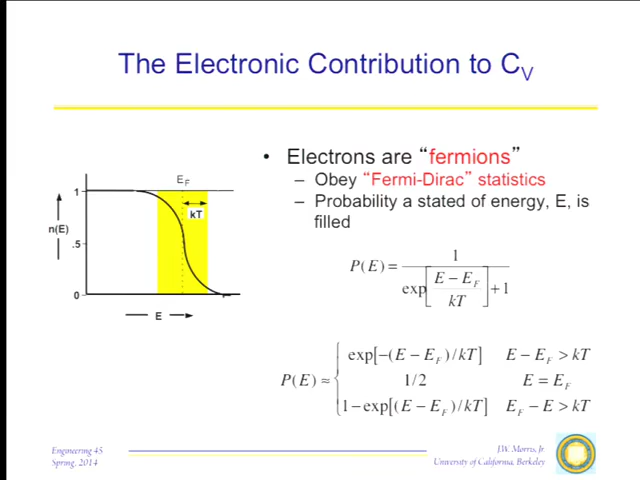 The Electronic Contribution to C_V
• Electrons are “fermions”
– Obey “Fermi-Dirac” statistics
– Probability a stated of energy, E, is
filled
E_F
1
kT
n(E)
.5
0
E
P(E) = 1 / (exp[(E − E_F)/kT] + 1)
P(E) ≈ { exp[−(E − E_F)/kT] E − E_F > kT
1/2 E = E_F
1 − exp[(E − E_F)/kT] E_F − E > kT
Engineering 45
Spring, 2014
J.W. Morris, Jr
University of California, Berkeley